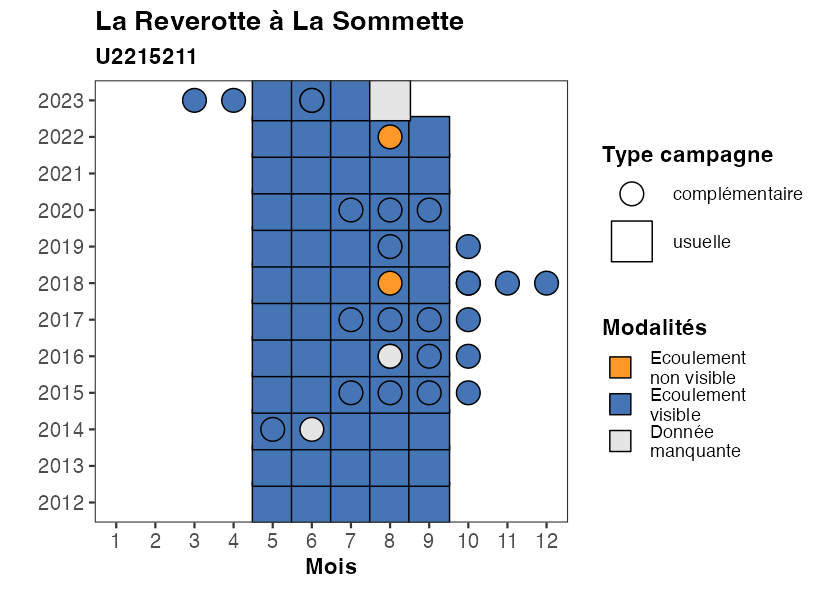 La Reverotte à La Sommette
U2215211
2023
2022
2021
2020
2019
2018
2017
2016
2015
2014
2013
2012
1 2 3 4 5 6 7 8 9 10 11 12
Mois
Type campagne
complémentaire
usuelle
Modalités
Ecoulement
non visible
Ecoulement
visible
Donnée
manquante